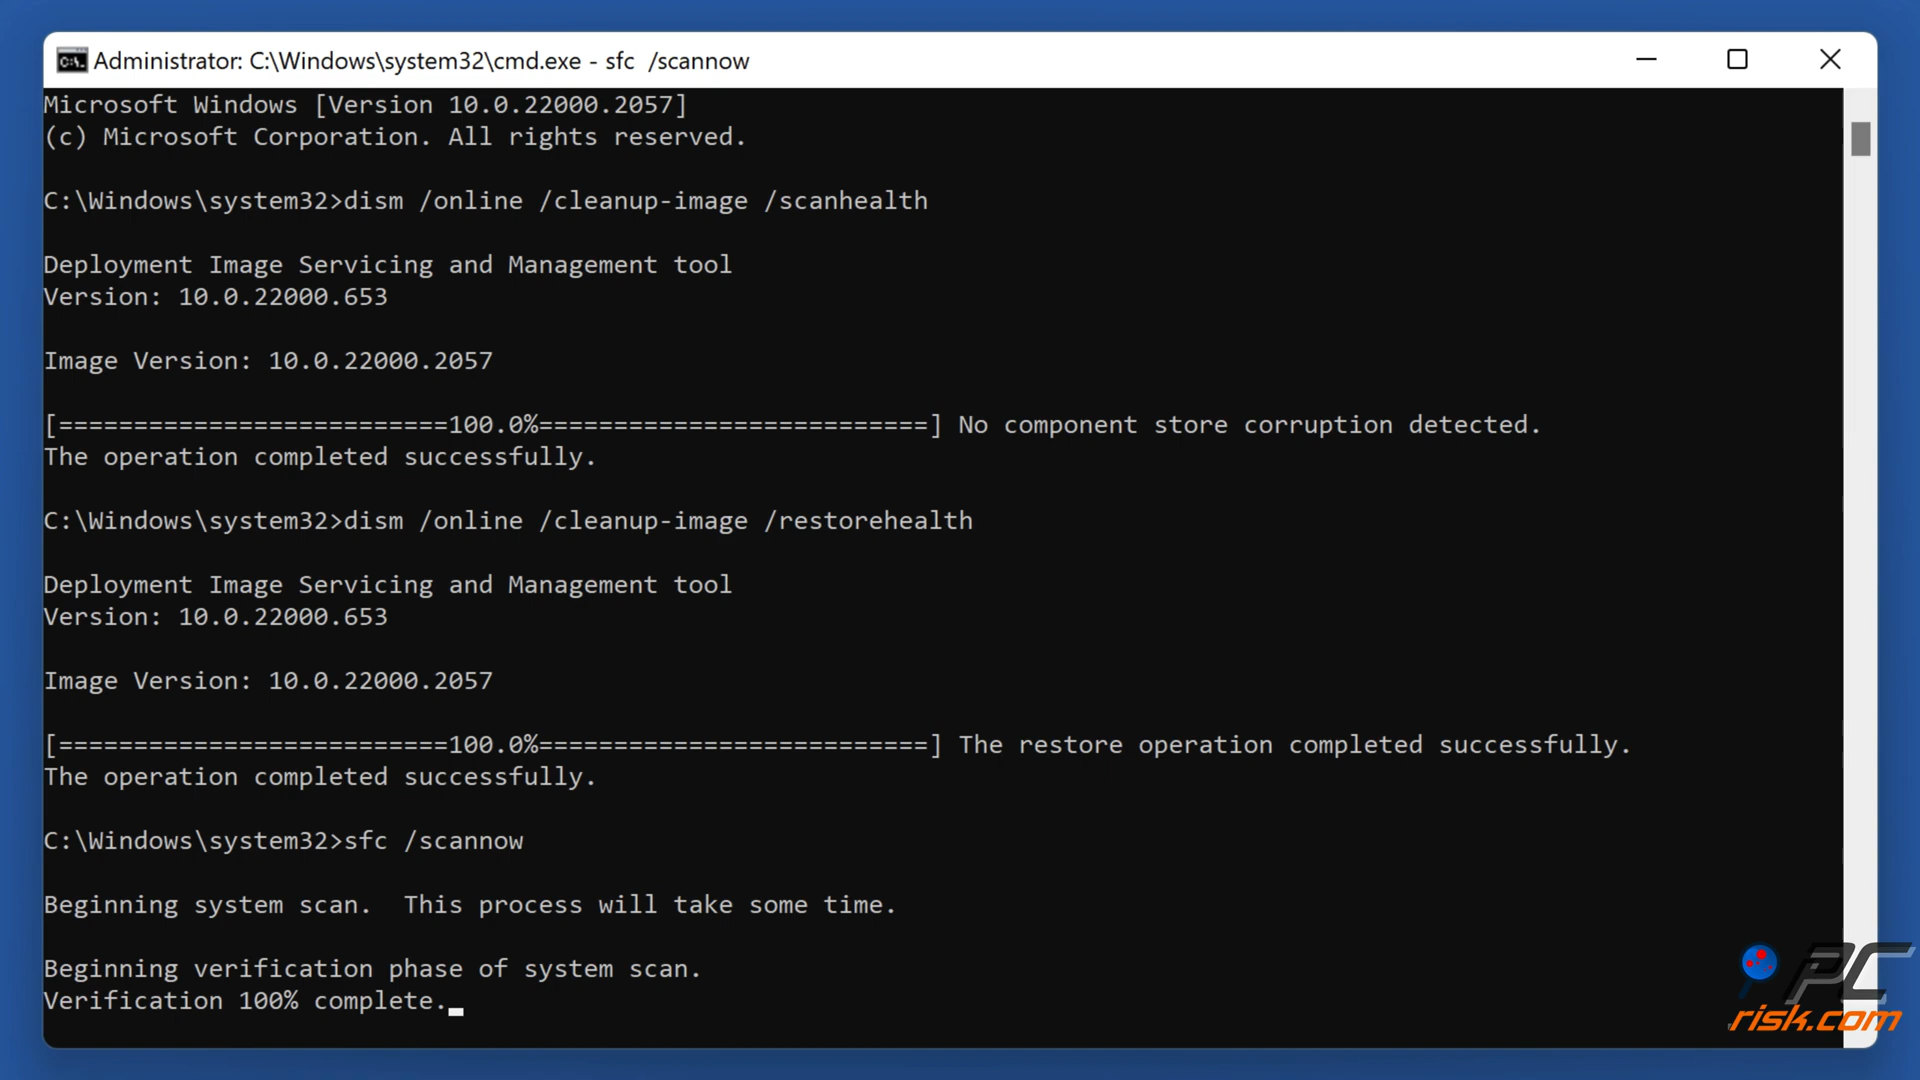 Administrator: C:\Windows\system32\cmd.exe - sfc  /scannow
Microsoft Windows [Version 10.0.22000.2057]
(c) Microsoft Corporation. All rights reserved.
C:\Windows\system32>dism /online /cleanup-image /scanhealth
Deployment Image Servicing and Management tool
Version: 10.0.22000.653
Image Version: 10.0.22000.2057
[==========================100.0%==========================] No component store corruption detected.
The operation completed successfully.
C:\Windows\system32>dism /online /cleanup-image /restorehealth
Deployment Image Servicing and Management tool
Version: 10.0.22000.653
Image Version: 10.0.22000.2057
[==========================100.0%==========================] The restore operation completed successfully.
The operation completed successfully.
C:\Windows\system32>sfc /scannow
Beginning system scan.  This process will take some time.
Beginning verification phase of system scan.
Verification 100% complete.
PC
risk.com